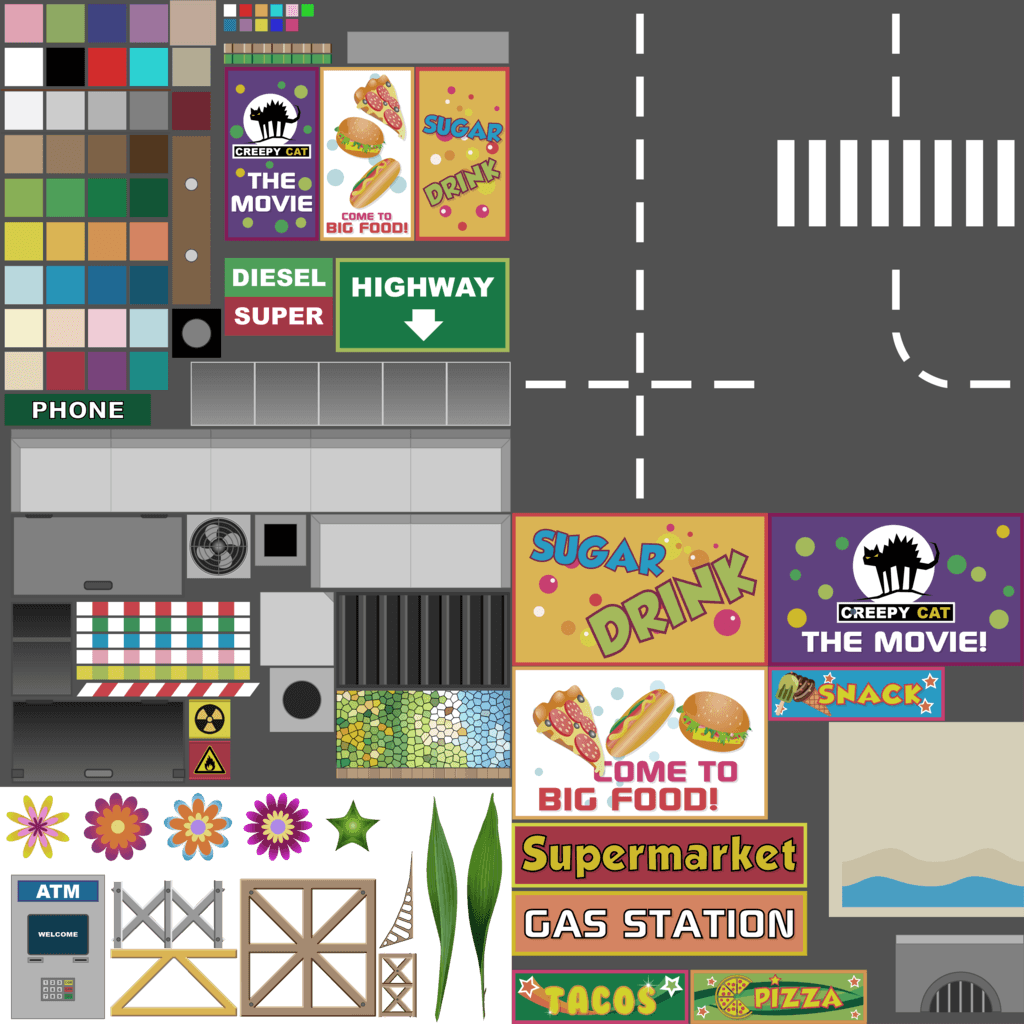 CREEPY CAT
THE
MOVIE
COME TO
BIG FOOD!
SUGAR
DRINK
DIESEL
SUPER
HIGHWAY
PHONE
SUGAR
DRINK
CREEPY CAT
THE MOVIE!
COME TO
BIG FOOD!
SNACK
Supermarket
GAS STATION
TACOS
PIZZA
ATM
WELCOME